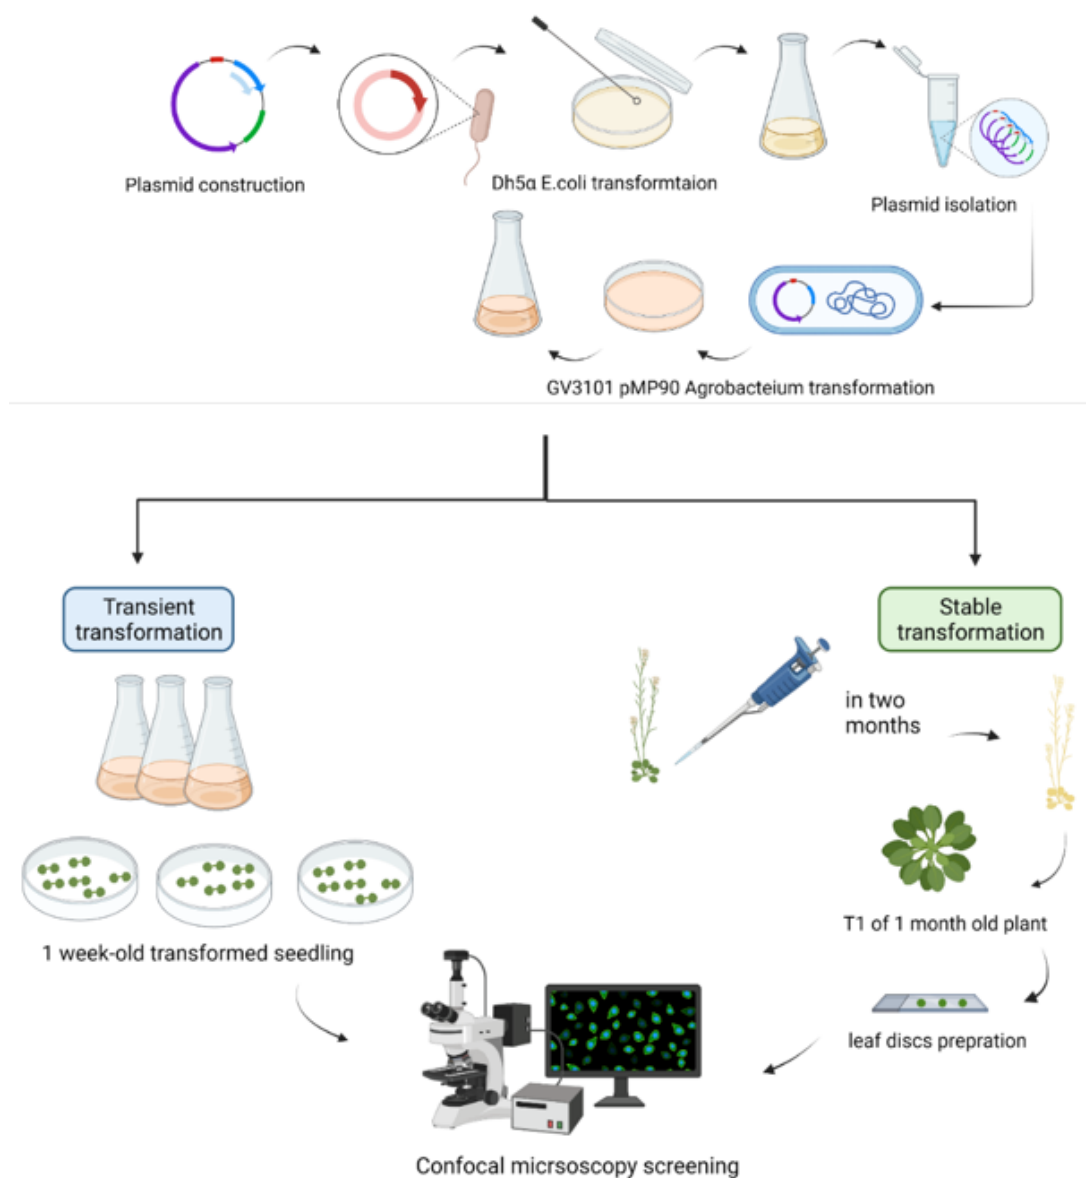 Plasmid construction
Dh5α E.coli transformtaion
Plasmid isolation
GV3101 pMP90 Agrobacteium transformation
Transient
transformation
Stable
transformation
in two
months
T1 of 1 month old plant
1 week-old transformed seedling
leaf discs prepration
Confocal micrsoscopy screening